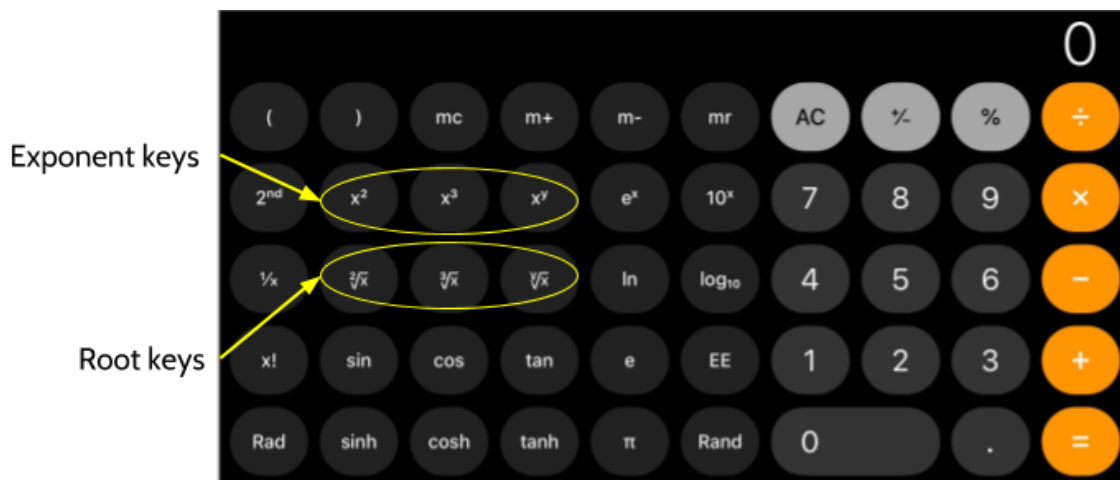 0
( ) mc m+ m- mr AC ⁺⁄₋ % ÷
Exponent keys
2ⁿᵈ x² x³ xʸ eˣ 10ˣ 7 8 9 ×
¹⁄ₓ ²√x ³√x ʸ√x ln log₁₀ 4 5 6 −
Root keys
x! sin cos tan e EE 1 2 3 +
Rad sinh cosh tanh π Rand 0 . =